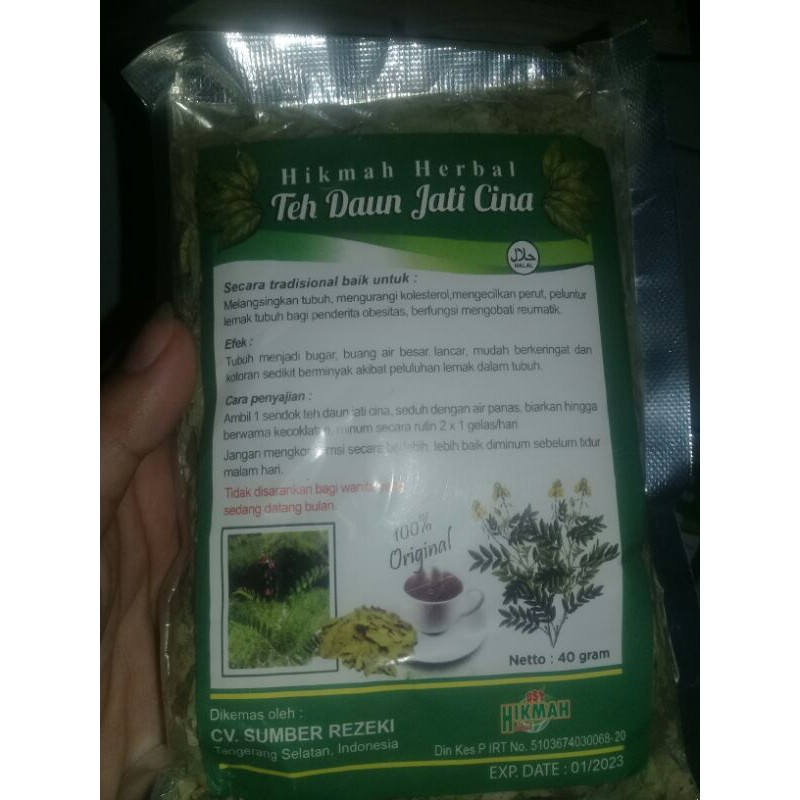 Hikmah Herbal
Teh Daun Jati Cina
حلال
HALAL
Secara tradisional baik untuk :
Melangsingkan tubuh, mengurangi kolesterol,mengecilkan perut, peluntur
lemak tubuh bagi penderita obesitas, berfungsi mengobati reumatik.
Efek :
Tubuh menjadi bugar, buang air besar lancar, mudah berkeringat dan
kotoran sedikit berminyak akibat peluluhan lemak dalam tubuh.
Cara penyajian :
Ambil 1 sendok teh daun jati cina, seduh dengan air panas, biarkan hingga
berwarna minum secara rutin 2 x 1 gelas/hari
Jangan secara lebih baik diminum sebelum tidur
malam hari.
Tidak disarankan bagi
sedang datang bulan.
100%
Original
Netto : 40 gram
Dikemas oleh :
CV. SUMBER REZEKI
Tangerang Selatan, Indonesia
HIKMAH
Din Kes P IRT No. 5103674030068-20
EXP. DATE : 01/2023